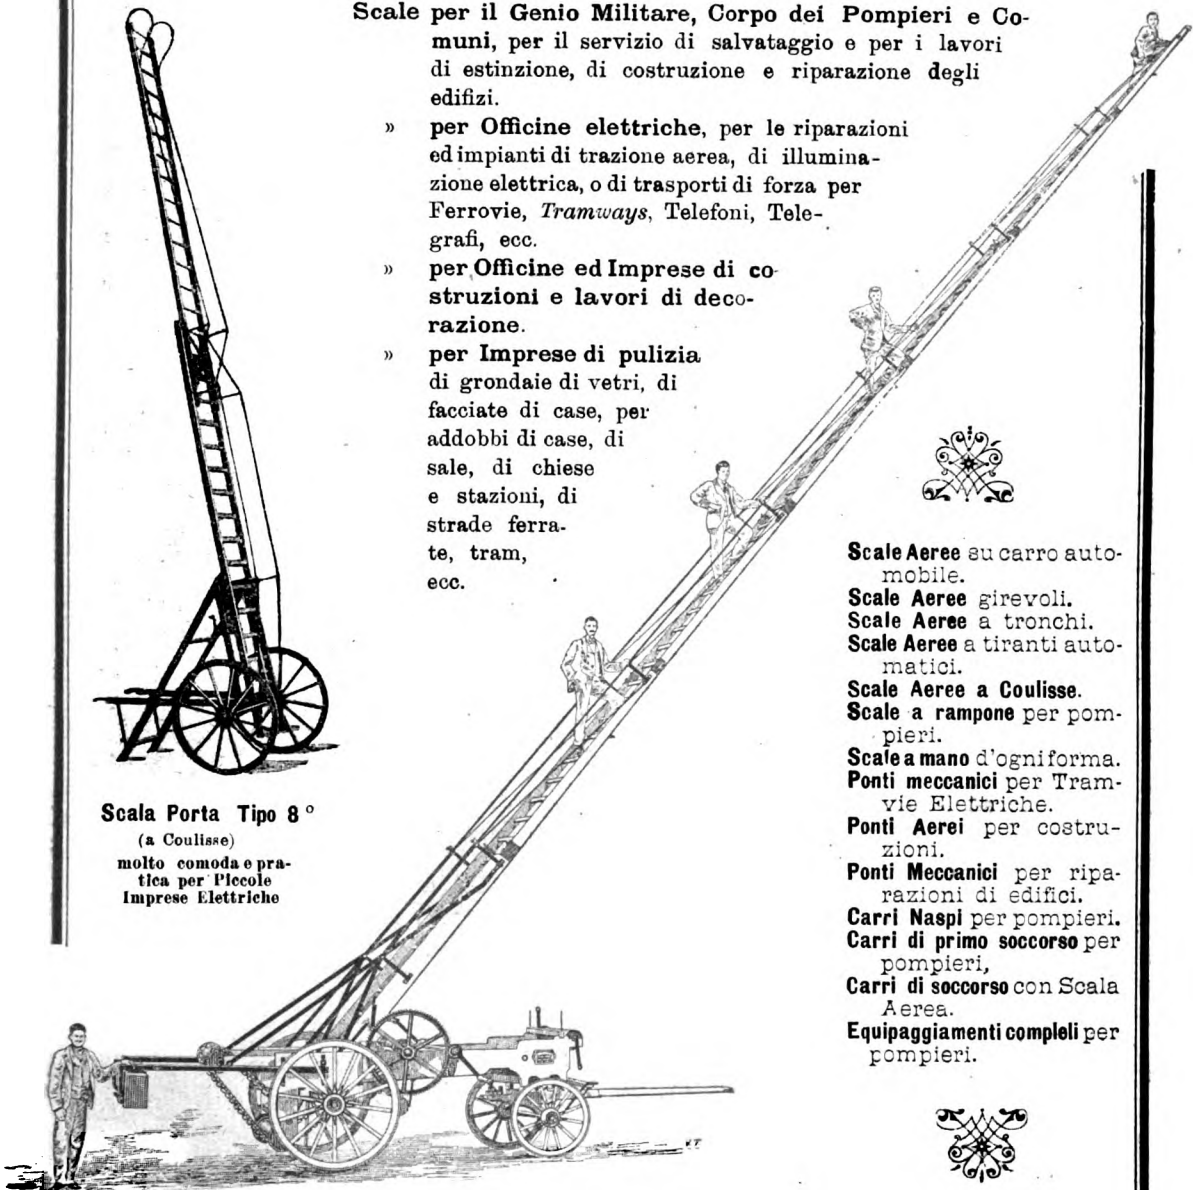 Scale per il Genio Militare, Corpo dei Pompieri e Co-
muni, per il servizio di salvataggio e per i lavori
di estinzione, di costruzione e riparazione degli
edifizi.
» per Officine elettriche, per le riparazioni
ed impianti di trazione aerea, di illumina-
zione elettrica, o di trasporti di forza per
Ferrovie, Tramways, Telefoni, Tele-
grafi, ecc.
» per Officine ed Imprese di co-
struzioni e lavori di deco-
razione.
» per Imprese di pulizia
di grondaie di vetri, di
facciate di case, per
addobbi di case, di
sale, di chiese
e stazioni, di
strade ferra-
te, tram,
ecc.
Scala Porta Tipo 8°
(a Coulisse)
molto comoda e pra-
tica per Piccole
Imprese Elettriche
Scale Aeree su carro auto-
mobile.
Scale Aeree girevoli.
Scale Aeree a tronchi.
Scale Aeree a tiranti auto-
matici.
Scale Aeree a Coulisse.
Scale a rampone per pom-
pieri.
Scale a mano d'ogni forma.
Ponti meccanici per Tram-
vie Elettriche.
Ponti Aerei per costru-
zioni.
Ponti Meccanici per ripa-
razioni di edifici.
Carri Naspi per pompieri.
Carri di primo soccorso per
pompieri,
Carri di soccorso con Scala
Aerea.
Equipaggiamenti completi per
pompieri.